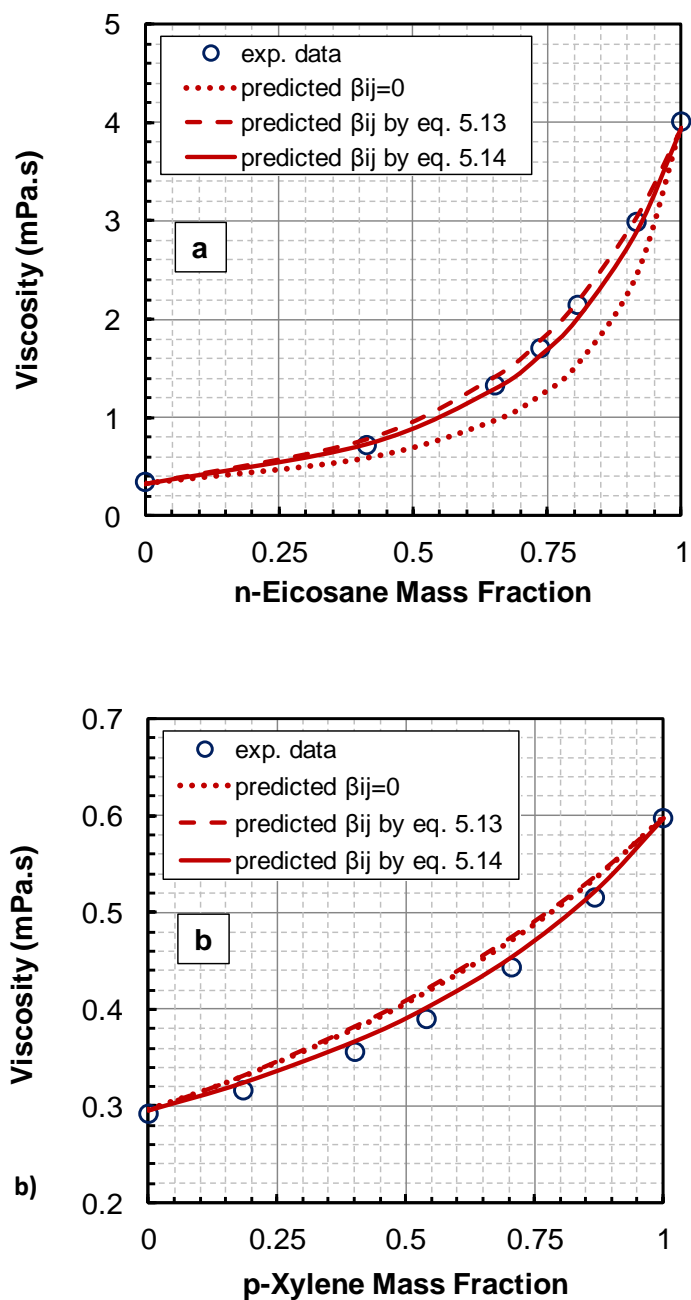 5
4
3
2
1
0
Viscosity (mPa.s)
exp. data
predicted βij=0
predicted βij by eq. 5.13
predicted βij by eq. 5.14
a
0 0.25 0.5 0.75 1
n-Eicosane Mass Fraction
0.7
0.6
0.5
0.4
0.3
0.2
Viscosity (mPa.s)
exp. data
predicted βij=0
predicted βij by eq. 5.13
predicted βij by eq. 5.14
b
b)
0 0.25 0.5 0.75 1
p-Xylene Mass Fraction